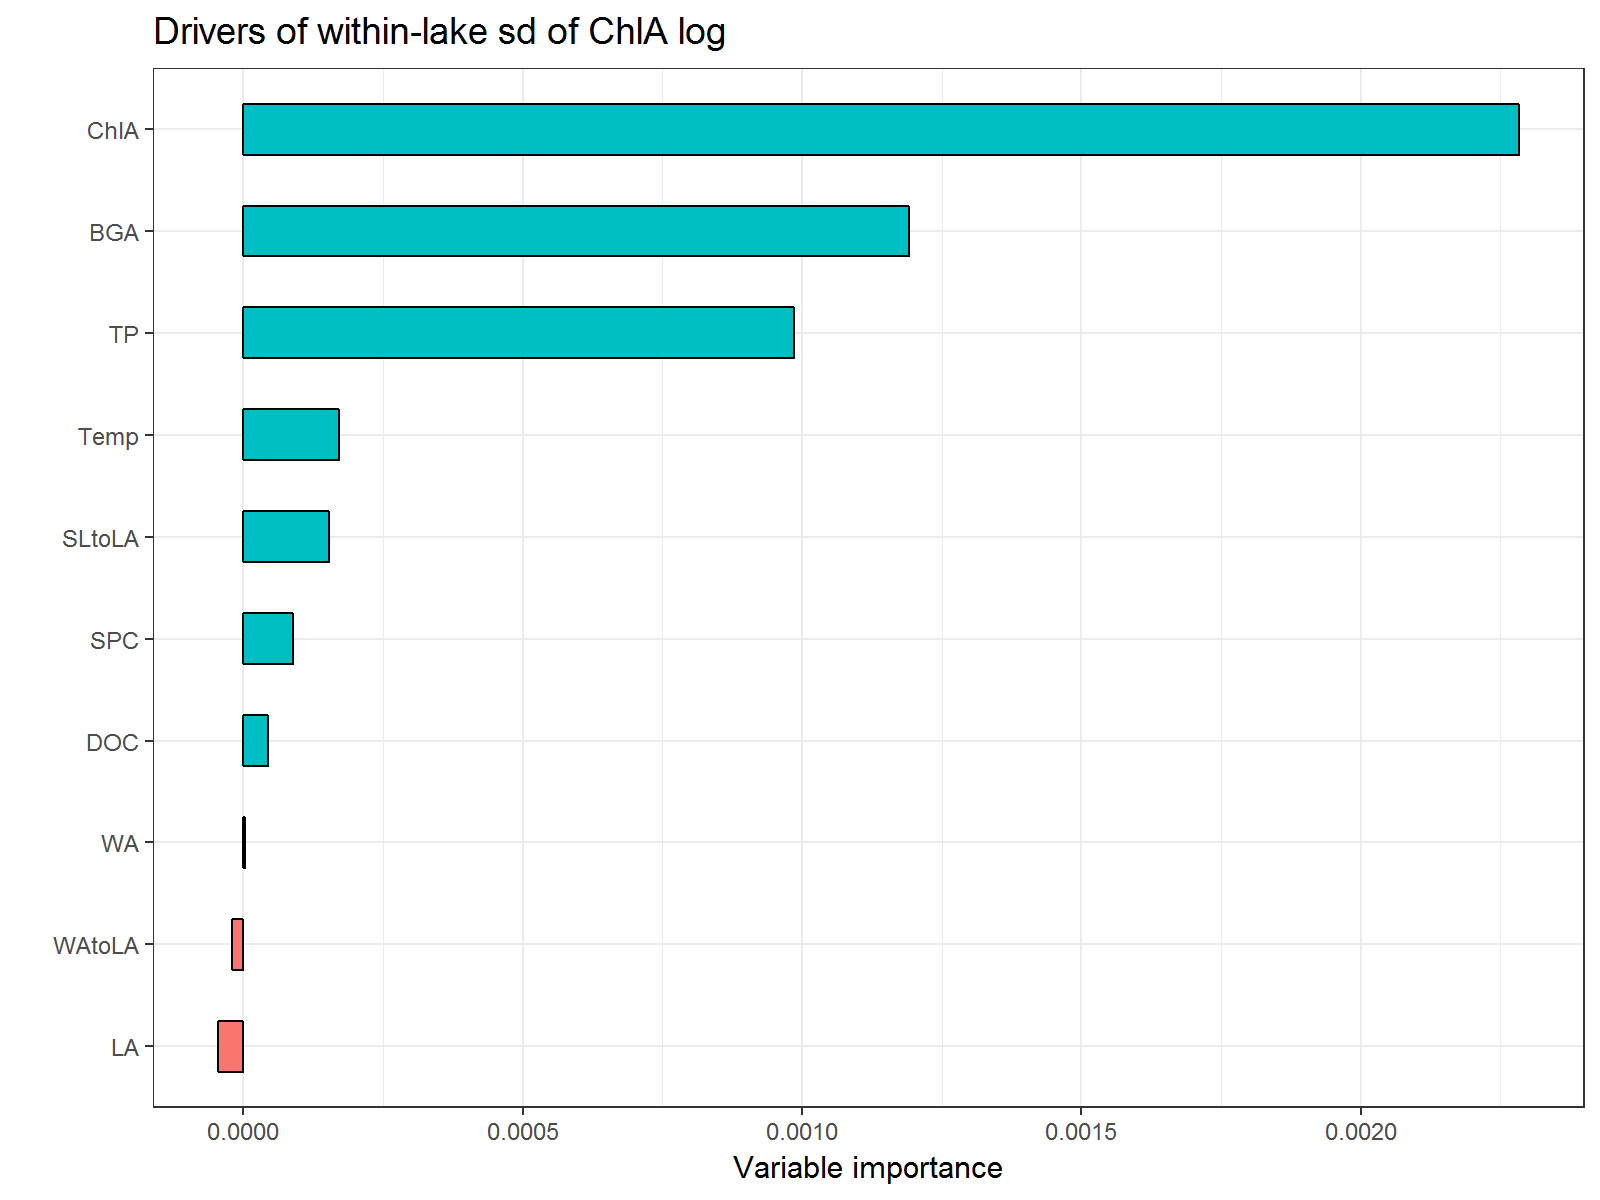 Drivers of within-lake sd of ChlA log
ChlA
BGA
TP
Temp
SLtoLA
SPC
DOC
WA
WAtoLA
LA
0.0000 0.0005 0.0010 0.0015 0.0020
Variable importance